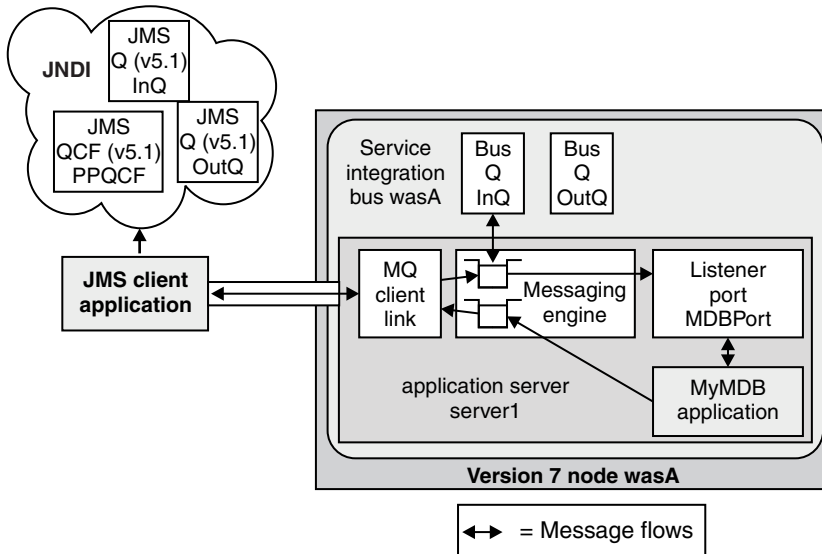 JNDI
JMS
Q (v5.1)
InQ
JMS
QCF (v5.1)
PPQCF
JMS
Q (v5.1)
OutQ
JMS client
application
Service
integration
bus wasA
Bus
Q
InQ
Bus
Q
OutQ
MQ
client
link
Messaging
engine
Listener
port
MDBPort
application server
server1
MyMDB
application
Version 7 node wasA
= Message flows